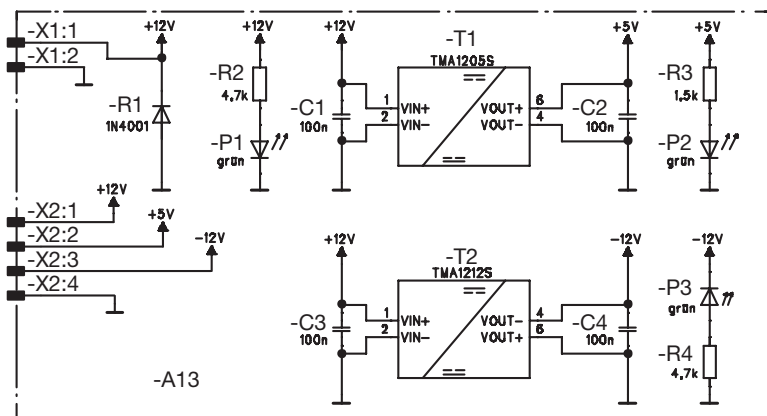 -X1:1
-X1:2
+12V
-R1
1N4001
+12V
-R2
4,7k
-P1
grün
+12V
-C1
100n
-T1
TMA1205S
1
2
VIN+
VIN-
VOUT+
VOUT-
6
4
+5V
-C2
100n
+5V
-R3
1,5k
-P2
grün
-X2:1
-X2:2
-X2:3
-X2:4
+12V
+5V
-12V
+12V
-C3
100n
-T2
TMA1212S
1
2
VIN+
VIN-
VOUT-
VOUT+
4
6
-12V
-C4
100n
-12V
-P3
grün
-R4
4,7k
-A13